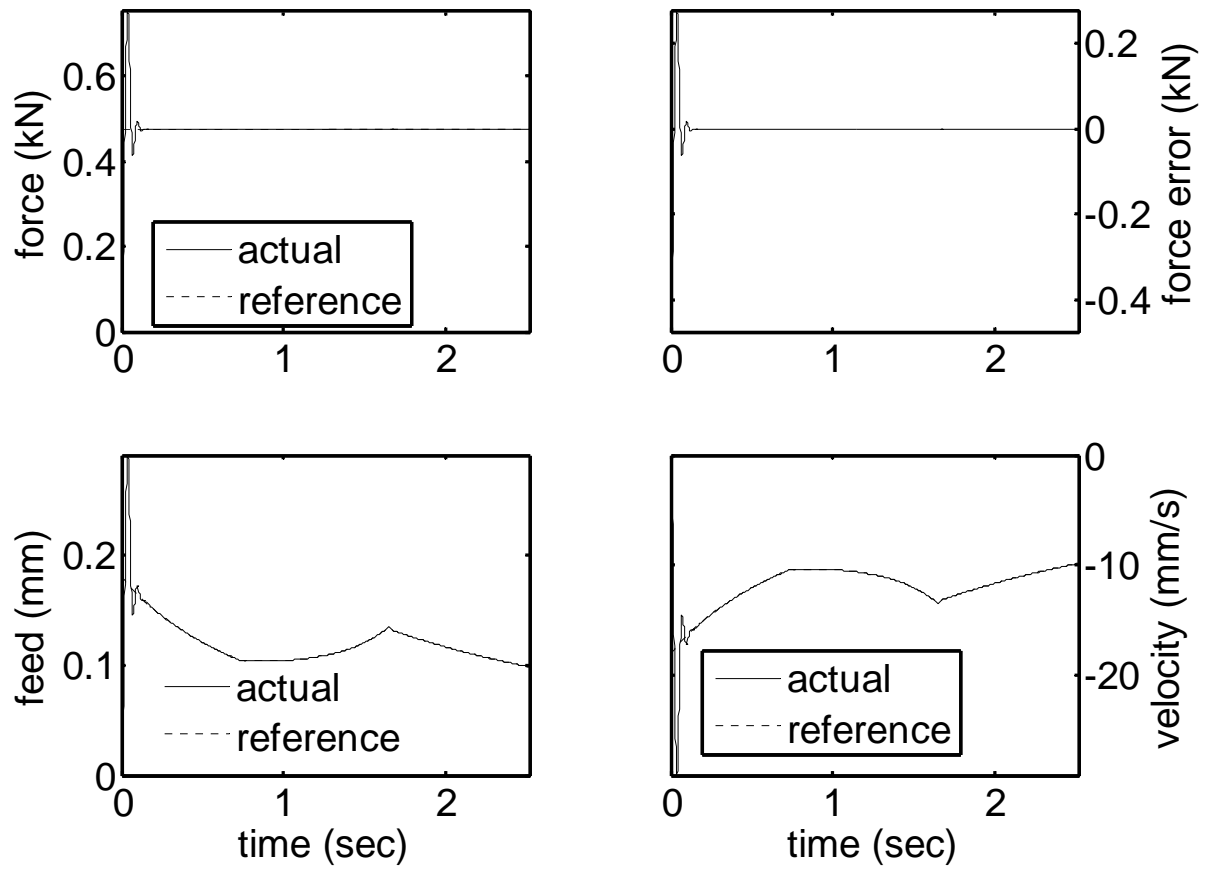 force (kN)
0.6
0.4
0.2
0
actual
reference
0
1
2
force error (kN)
0.2
0
-0.2
-0.4
0
1
2
feed (mm)
0.2
0.1
0
actual
reference
0
1
2
time (sec)
velocity (mm/s)
0
-10
-20
actual
reference
0
1
2
time (sec)